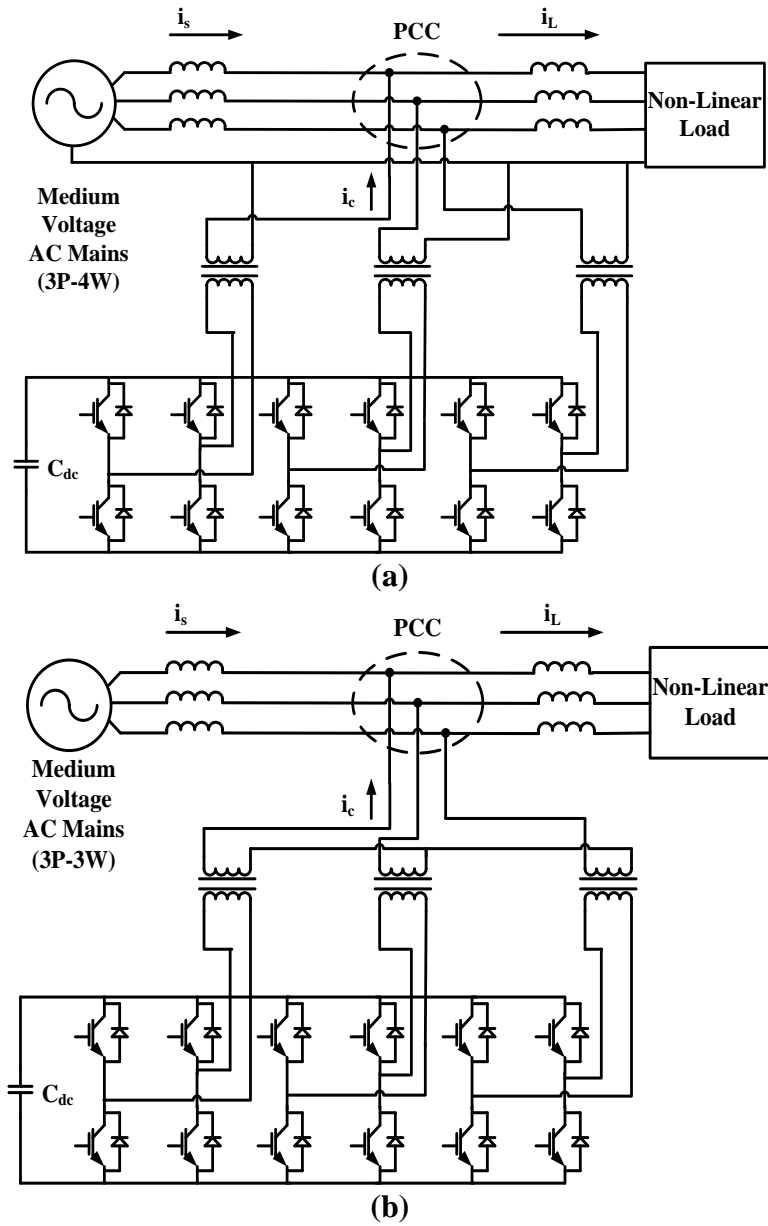 i_s
PCC
i_L
Non-Linear
Load
i_c
Medium
Voltage
AC Mains
(3P-4W)
C_dc
(a)
i_s
PCC
i_L
Non-Linear
Load
i_c
Medium
Voltage
AC Mains
(3P-3W)
C_dc
(b)